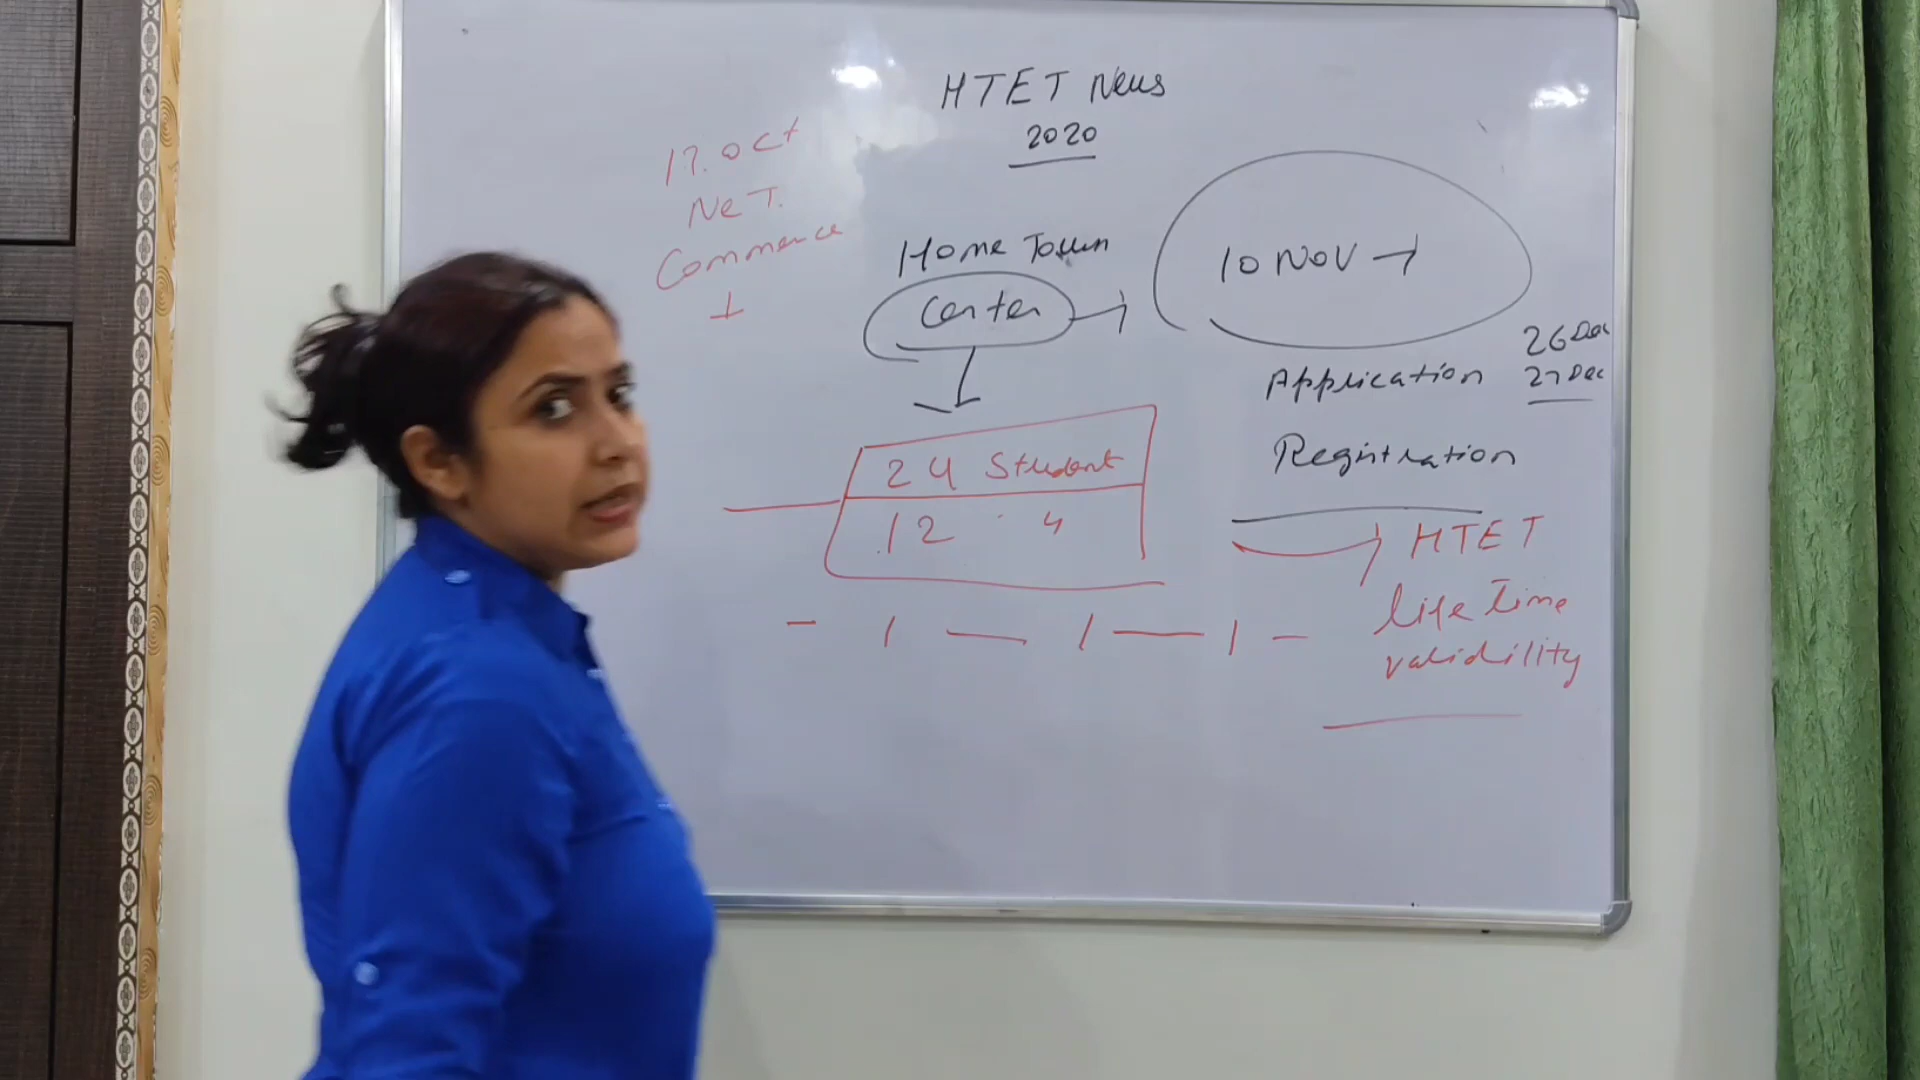 HTET News
2020
17. Oct
NeT.
Commerce
Home Town
Center
10 NOV
Application
26 Dec
27 Dec
Registration
24 Student
12 4
HTET
life Time
validility